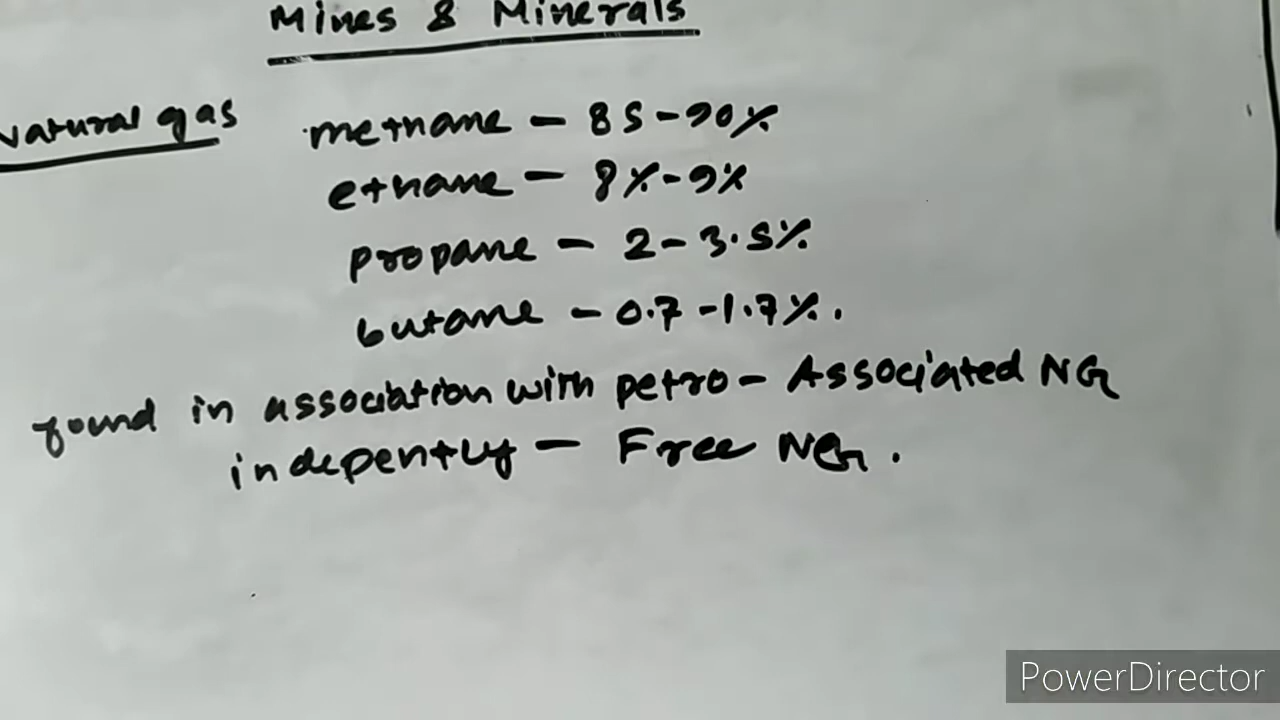 Mines & Minerals
Natural gas methane - 85-90%
ethane - 8%-9%
propane - 2-3.5%
butane - 0.7-1.7%.
found in association with petro - Associated NG
indepently - Free NG.
PowerDirector